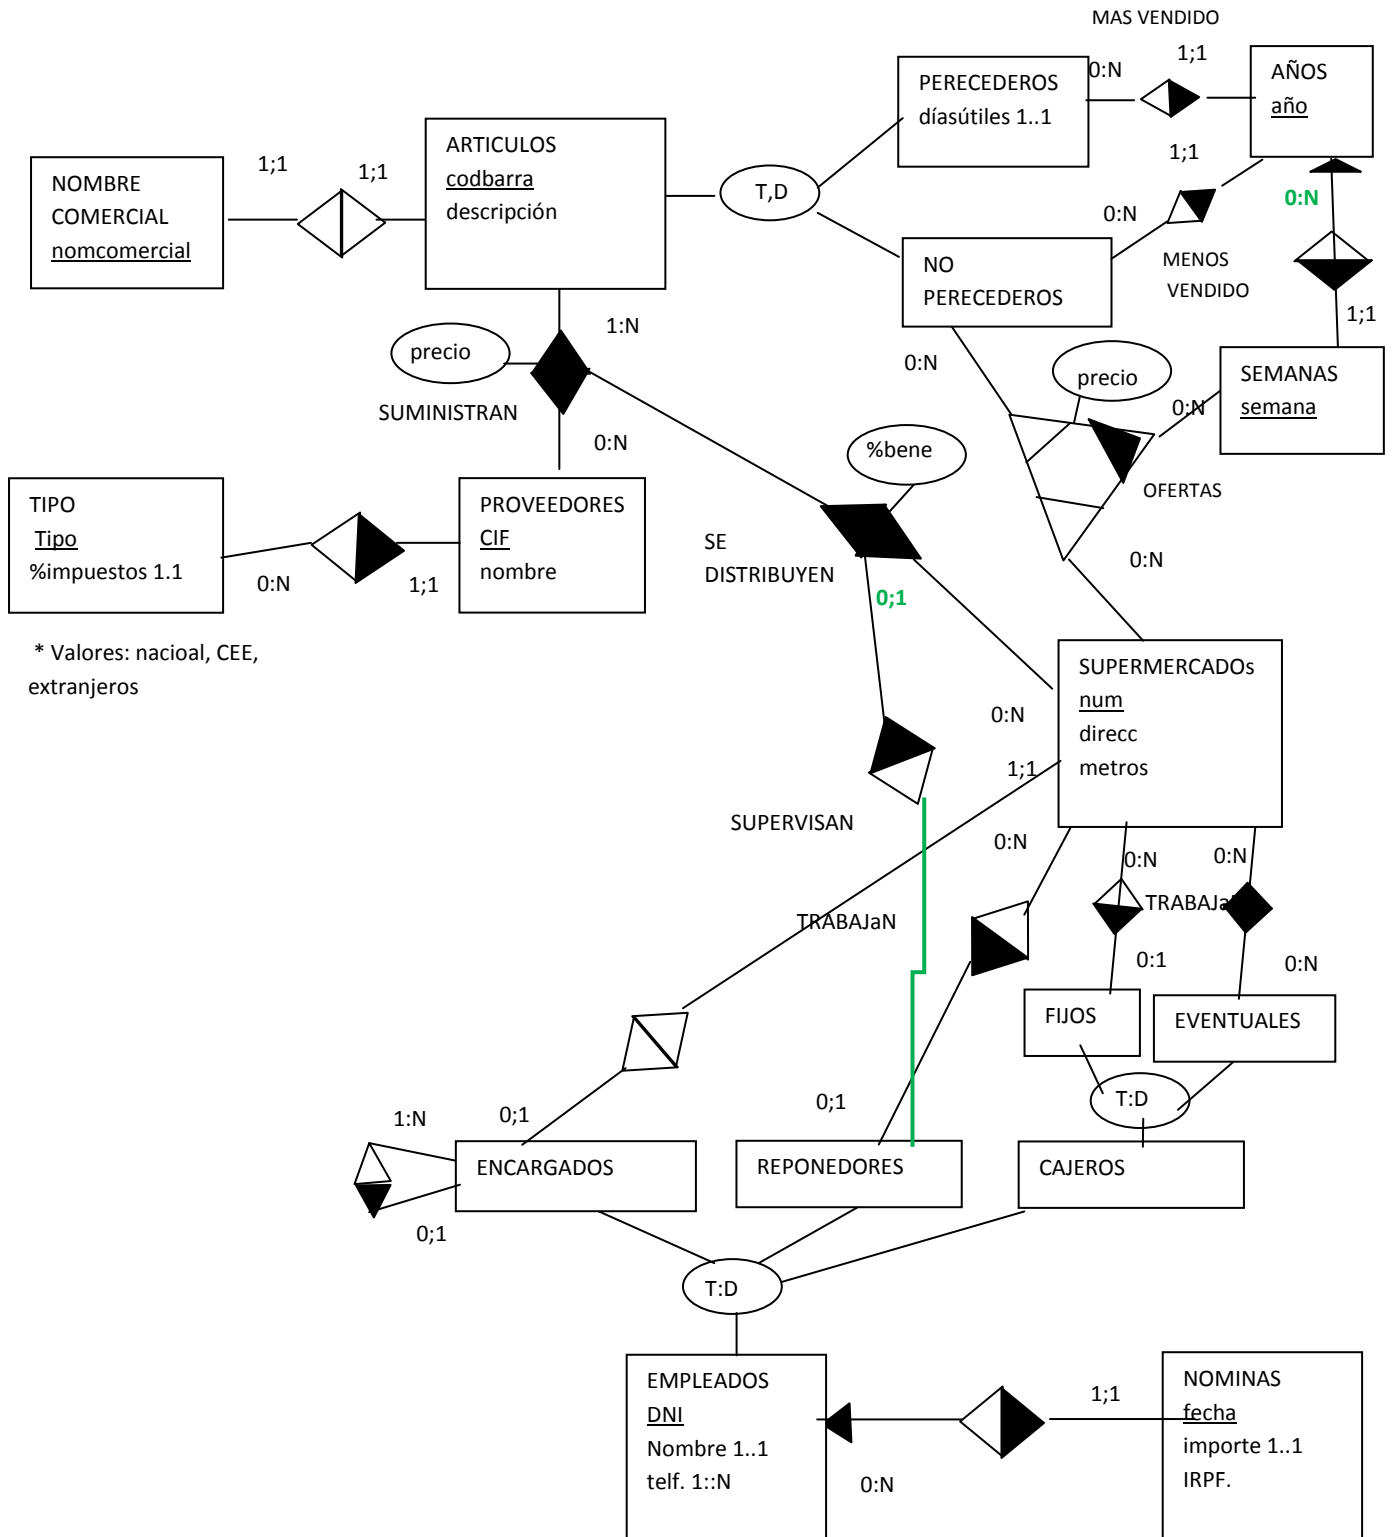 MAS VENDIDO
1;1
0:N
PERECEDEROS
díasútiles 1..1
AÑOS
año
ARTICULOS
codbarra
descripción
1;1
1;1
NOMBRE
COMERCIAL
nomcomercial
T,D
1;1
0:N
0:N
NO
PERECEDEROS
MENOS
VENDIDO
1:N
precio
SUMINISTRAN
0:N
1;1
SEMANAS
semana
precio
0:N
0:N
%bene
OFERTAS
TIPO
Tipo
%impuestos 1.1
0:N
1;1
PROVEEDORES
CIF
nombre
SE
DISTRIBUYEN
0:N
0;1
* Valores: nacioal, CEE,
extranjeros
SUPERMERCADOs
num
direcc
metros
0:N
1;1
SUPERVISAN
0:N
0:N
0:N
TRABAJaN
TRABAJa
0:1
0:N
FIJOS
EVENTUALES
T:D
1:N
0;1
0;1
ENCARGADOS
REPONEDORES
CAJEROS
0;1
T:D
EMPLEADOS
DNI
Nombre 1..1
telf. 1::N
0:N
1;1
NOMINAS
fecha
importe 1..1
IRPF.